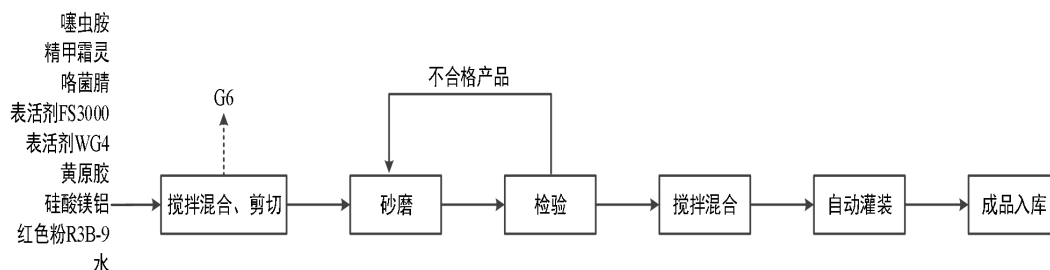 噻虫胺
精甲霜灵
咯菌腈
表活剂FS3000
表活剂WG4
黄原胶
硅酸镁铝
红色粉R3B-9
水
G6
不合格产品
搅拌混合、剪切
砂磨
检验
搅拌混合
自动灌装
成品入库